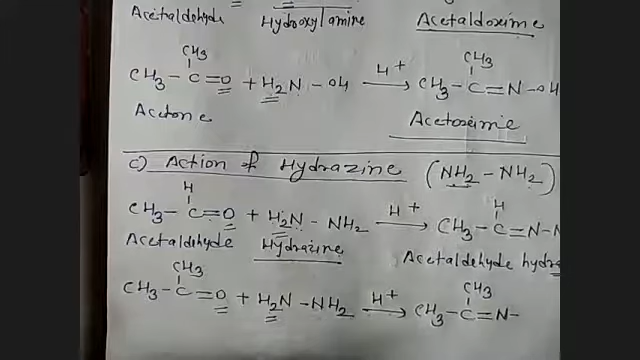 Acetaldehyde Hydroxylamine Acetaldoxime
CH3 CH3
CH3-C=O + H2N-OH H+ → CH3-C=N-OH
Acetone Acetoxime
c) Action of Hydrazine (NH2-NH2)
H H
CH3-C=O + H2N-NH2 H+ → CH3-C=N-N
Acetaldehyde Hydrazine Acetaldehyde hydra
CH3 CH3
CH3-C=O + H2N-NH2 H+ → CH3-C=N-